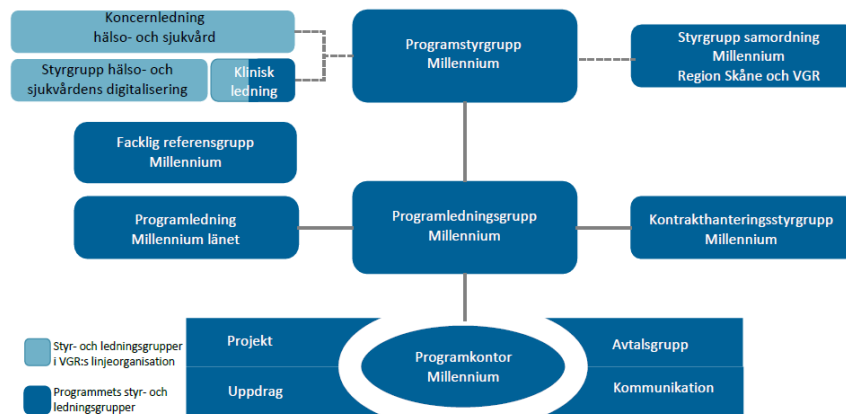 Koncernledning
hälso- och sjukvård
Styrgrupp hälso- och
sjukvårdens digitalisering
Klinisk
ledning
Programstyrgrupp
Millennium
Styrgrupp samordning
Millennium
Region Skåne och VGR
Facklig referensgrupp
Millennium
Programledning
Millennium länet
Programledningsgrupp
Millennium
Kontrakthanteringsstyrgrupp
Millennium
Projekt
Uppdrag
Programkontor
Millennium
Avtalsgrupp
Kommunikation
Styr- och ledningsgrupper
i VGR:s linjeorganisation
Programmets styr- och
ledningsgrupper